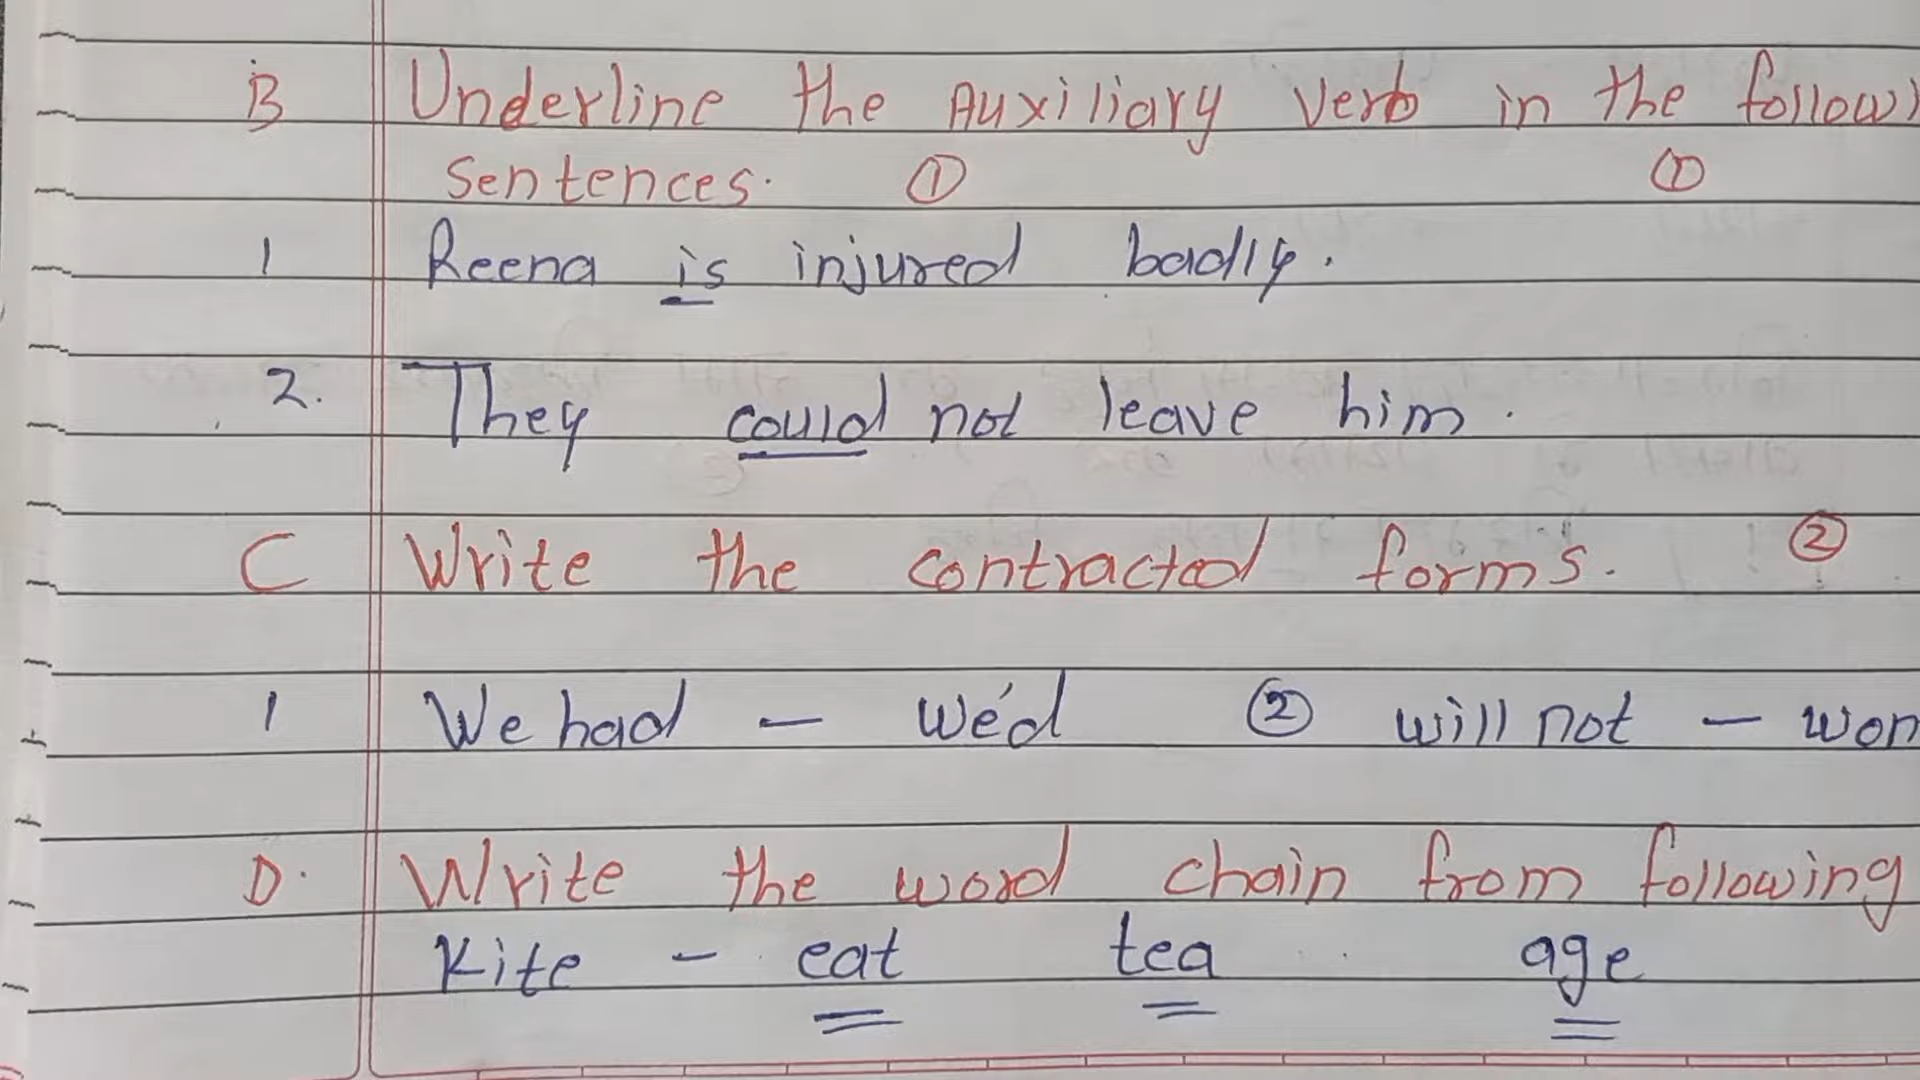 B Underline the Auxiliary verb in the followi
sentences. ① ①
1 Reena is injured badly.
2. They could not leave him.
C Write the contracted forms. ②
1 We had – we'd ② will not – won
D. Write the word chain from following
Kite – eat tea age